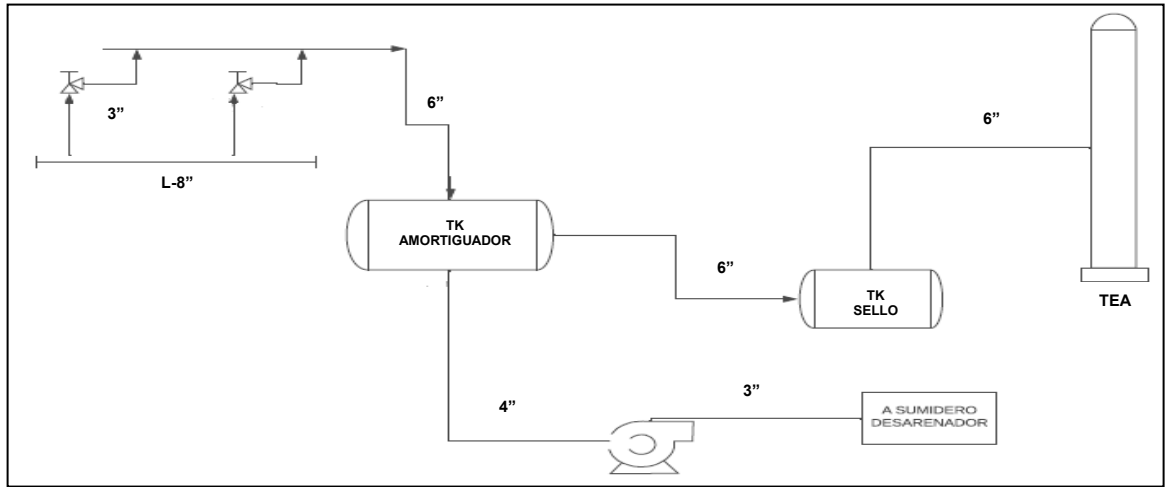 6”
6”
3”
L-8”
TK
AMORTIGUADOR
6”
TK
SELLO
TEA
4”
3”
A SUMIDERO
DESARENADOR